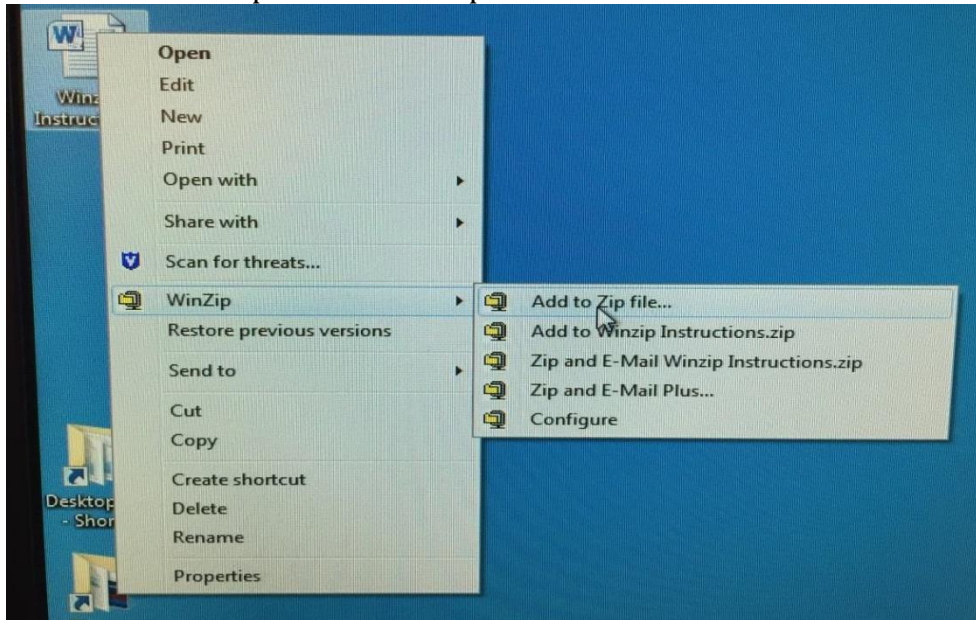 W
Winz
Instruc
Open
Edit
New
Print
Open with
Share with
Scan for threats...
WinZip
Restore previous versions
Send to
Cut
Copy
Create shortcut
Delete
Rename
Properties
Add to Zip file...
Add to Winzip Instructions.zip
Zip and E-Mail Winzip Instructions.zip
Zip and E-Mail Plus...
Configure
Desktop
- Shor